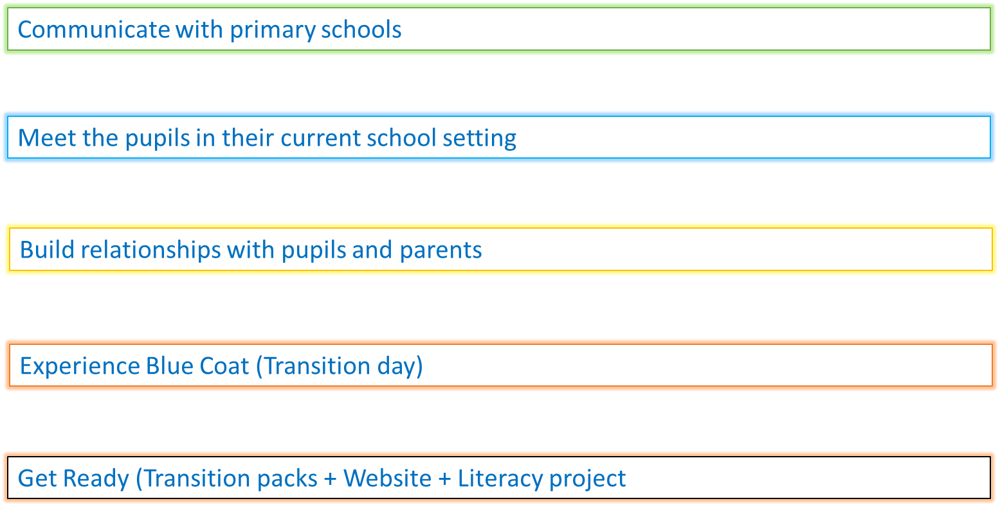 Communicate with primary schools
Meet the pupils in their current school setting
Build relationships with pupils and parents
Experience Blue Coat (Transition day)
Get Ready (Transition packs + Website + Literacy project